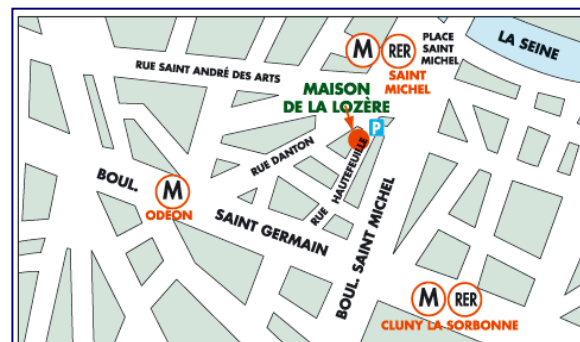 M RER
PLACE
SAINT
MICHEL
LA SEINE
RUE SAINT ANDRÉ DES ARTS
SAINT
MICHEL
MAISON
DE LA LOZÈRE
P
RUE DANTON
RUE HAUTEFEUILLE
BOUL.
SAINT GERMAIN
M
ODEON
BOUL. SAINT MICHEL
M RER
CLUNY LA SORBONNE